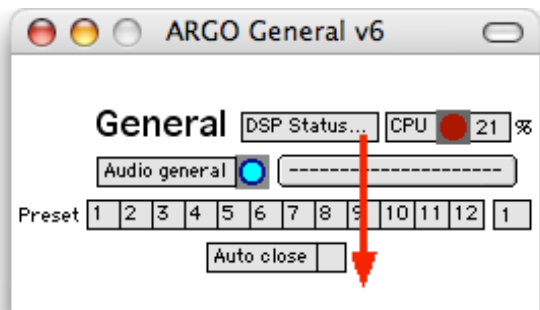 ARGO General v6
General DSP Status... CPU 21 %
Audio general ----------------------
Preset 1 2 3 4 5 6 7 8 9 10 11 12 1
Auto close